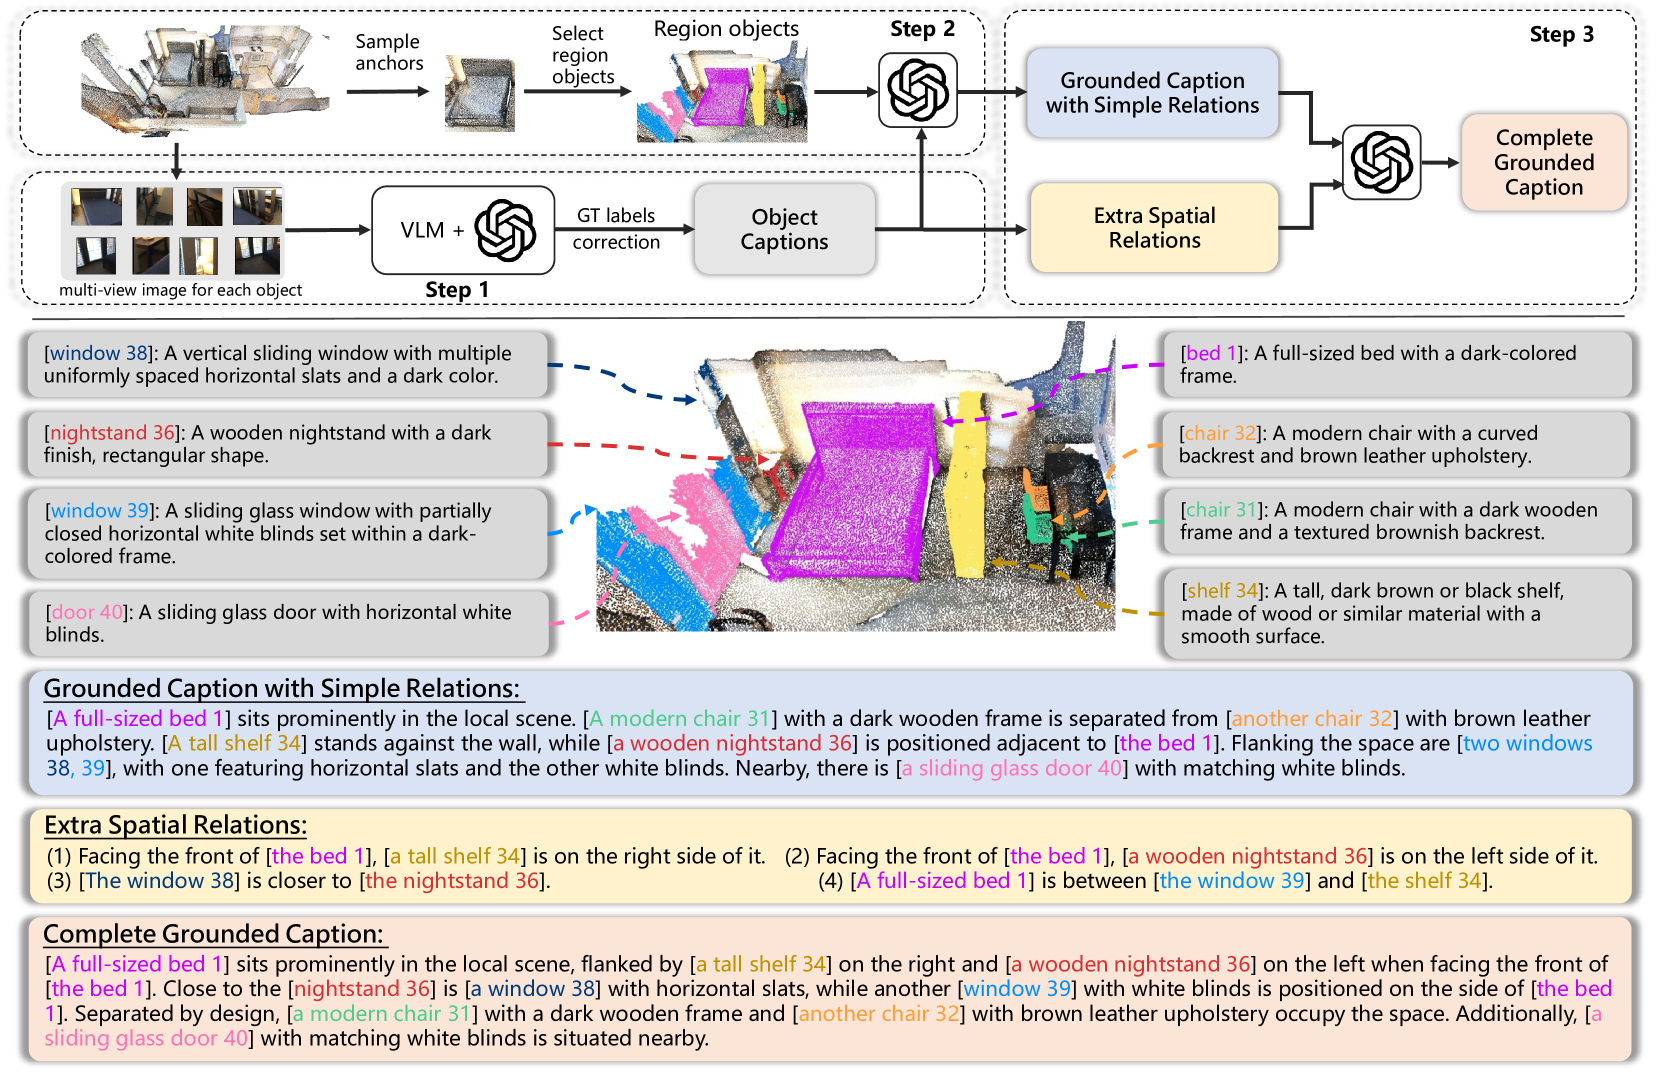 Sample
anchors
Select
region
objects
Region objects
Step 2
Step 3
Grounded Caption
with Simple Relations
Complete
Grounded
Caption
VLM +
GT labels
correction
Object
Captions
Extra Spatial
Relations
multi-view image for each object
Step 1
[window 38]: A vertical sliding window with multiple
uniformly spaced horizontal slats and a dark color.
[nightstand 36]: A wooden nightstand with a dark
finish, rectangular shape.
[window 39]: A sliding glass window with partially
closed horizontal white blinds set within a dark-
colored frame.
[door 40]: A sliding glass door with horizontal white
blinds.
[bed 1]: A full-sized bed with a dark-colored
frame.
[chair 32]: A modern chair with a curved
backrest and brown leather upholstery.
[chair 31]: A modern chair with a dark wooden
frame and a textured brownish backrest.
[shelf 34]: A tall, dark brown or black shelf,
made of wood or similar material with a
smooth surface.
Grounded Caption with Simple Relations:
[A full-sized bed 1] sits prominently in the local scene. [A modern chair 31] with a dark wooden frame is separated from [another chair 32] with brown leather
upholstery. [A tall shelf 34] stands against the wall, while [a wooden nightstand 36] is positioned adjacent to [the bed 1]. Flanking the space are [two windows
38, 39], with one featuring horizontal slats and the other white blinds. Nearby, there is [a sliding glass door 40] with matching white blinds.
Extra Spatial Relations:
(1) Facing the front of [the bed 1], [a tall shelf 34] is on the right side of it. (2) Facing the front of [the bed 1], [a wooden nightstand 36] is on the left side of it.
(3) [The window 38] is closer to [the nightstand 36]. (4) [A full-sized bed 1] is between [the window 39] and [the shelf 34].
Complete Grounded Caption:
[A full-sized bed 1] sits prominently in the local scene, flanked by [a tall shelf 34] on the right and [a wooden nightstand 36] on the left when facing the front of
[the bed 1]. Close to the [nightstand 36] is [a window 38] with horizontal slats, while another [window 39] with white blinds is positioned on the side of [the bed
1]. Separated by design, [a modern chair 31] with a dark wooden frame and [another chair 32] with brown leather upholstery occupy the space. Additionally, [a
sliding glass door 40] with matching white blinds is situated nearby.